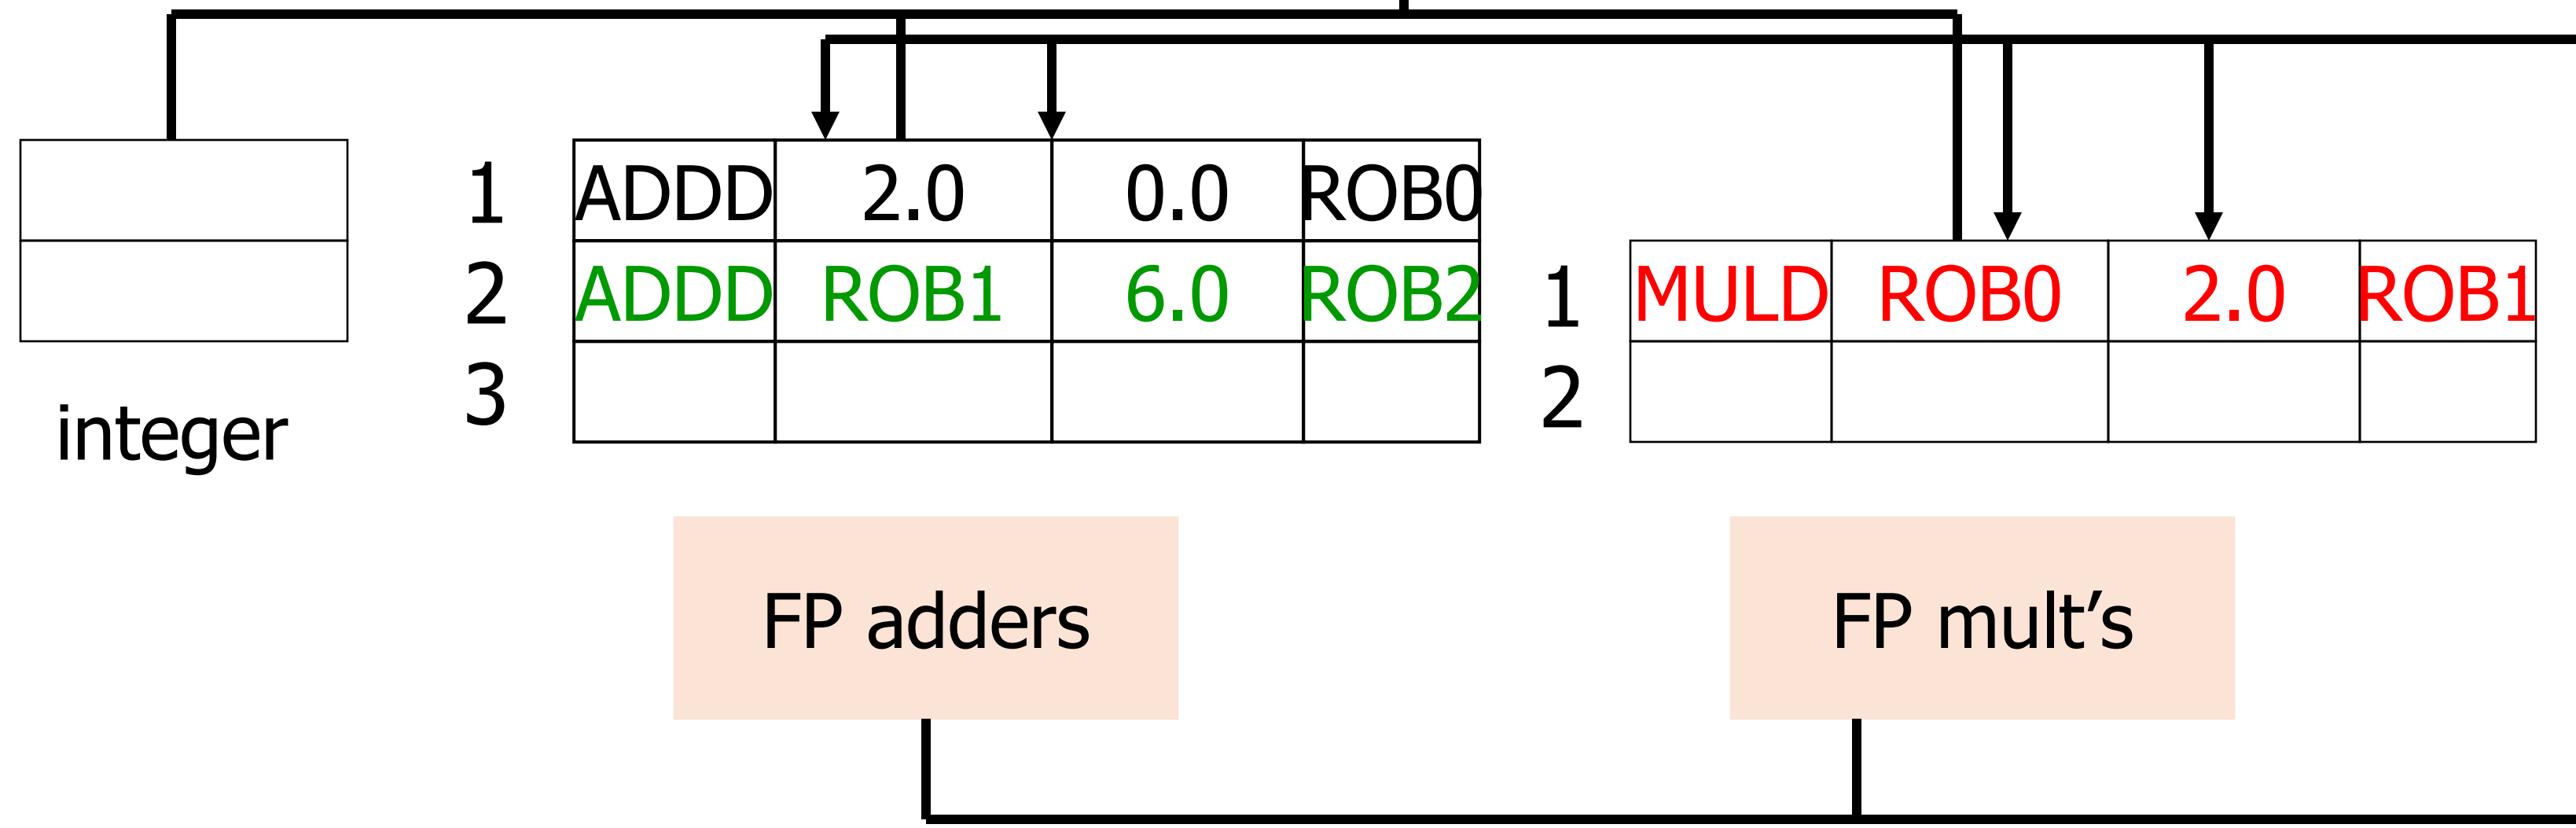 1 ADDD 2.0 0.0 ROB0
2 ADDD ROB1 6.0 ROB2
3
1 MULD ROB0 2.0 ROB1
2
integer
FP adders
FP mult’s